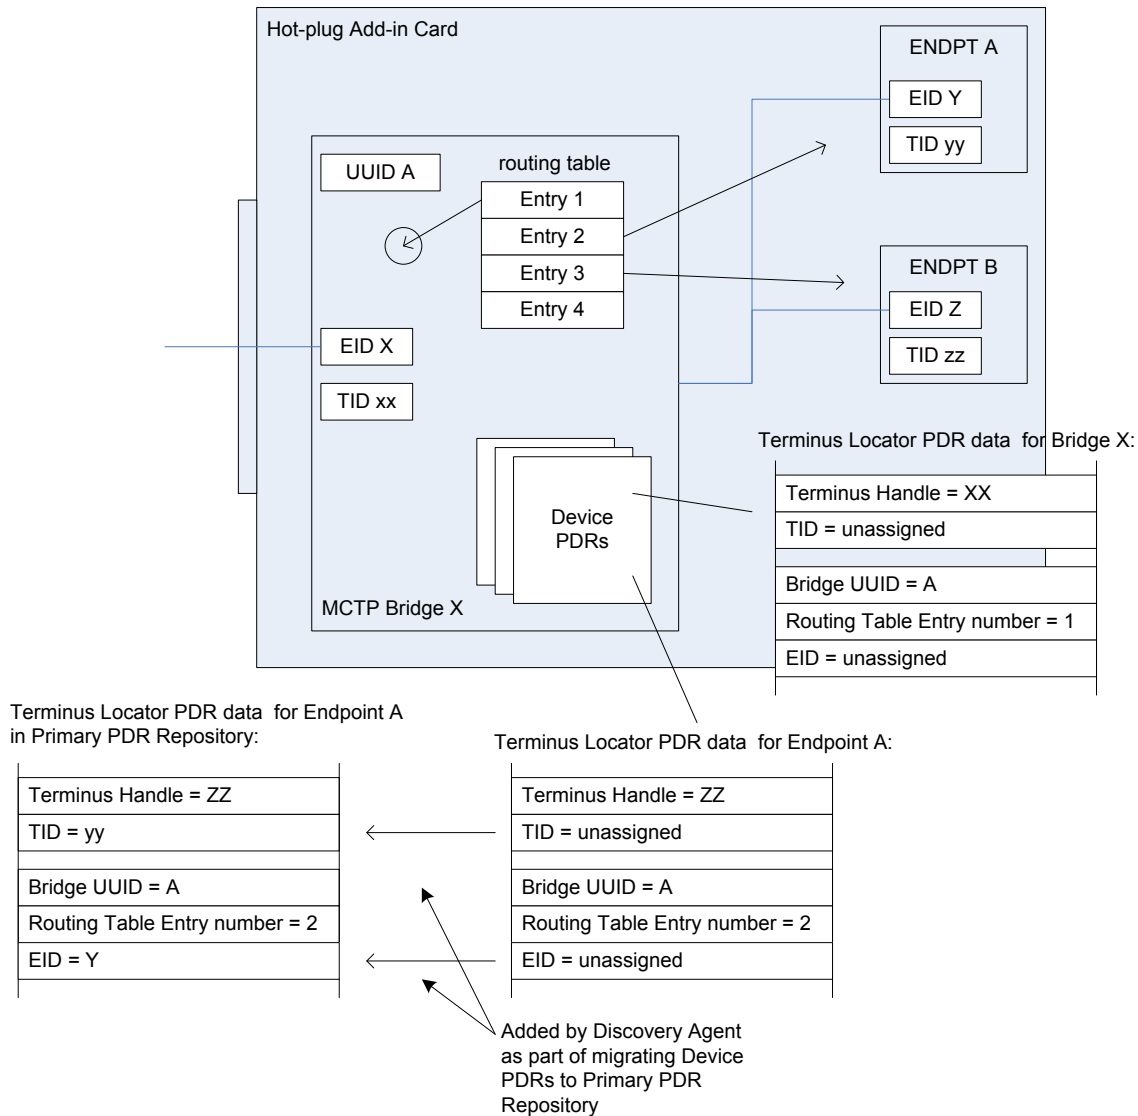 Hot-plug Add-in Card
ENDPT A
EID Y
TID yy
UUID A
routing table
Entry 1
Entry 2
Entry 3
Entry 4
ENDPT B
EID Z
TID zz
EID X
TID xx
Device
PDRs
MCTP Bridge X
Terminus Locator PDR data  for Bridge X:
Terminus Handle = XX
TID = unassigned
Bridge UUID = A
Routing Table Entry number = 1
EID = unassigned
Terminus Locator PDR data  for Endpoint A
in Primary PDR Repository:
Terminus Handle = ZZ
TID = yy
Bridge UUID = A
Routing Table Entry number = 2
EID = Y
Terminus Locator PDR data  for Endpoint A:
Terminus Handle = ZZ
TID = unassigned
Bridge UUID = A
Routing Table Entry number = 2
EID = unassigned
Added by Discovery Agent
as part of migrating Device
PDRs to Primary PDR
Repository